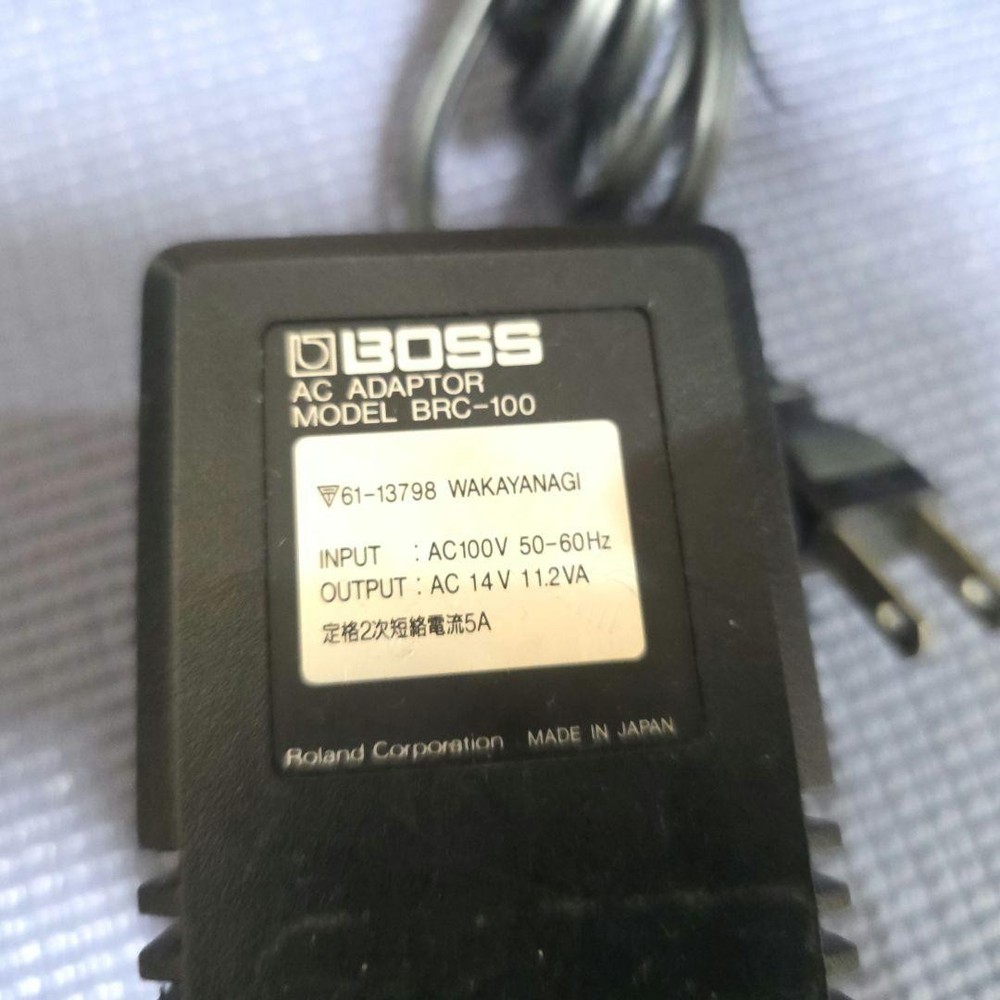 BOSS
AC ADAPTOR
MODEL BRC-100
61-13798 WAKAYANAGI
INPUT : AC100V 50-60Hz
OUTPUT : AC 14V 11.2VA
定格2次短絡電流5A
Roland Corporation MADE IN JAPAN